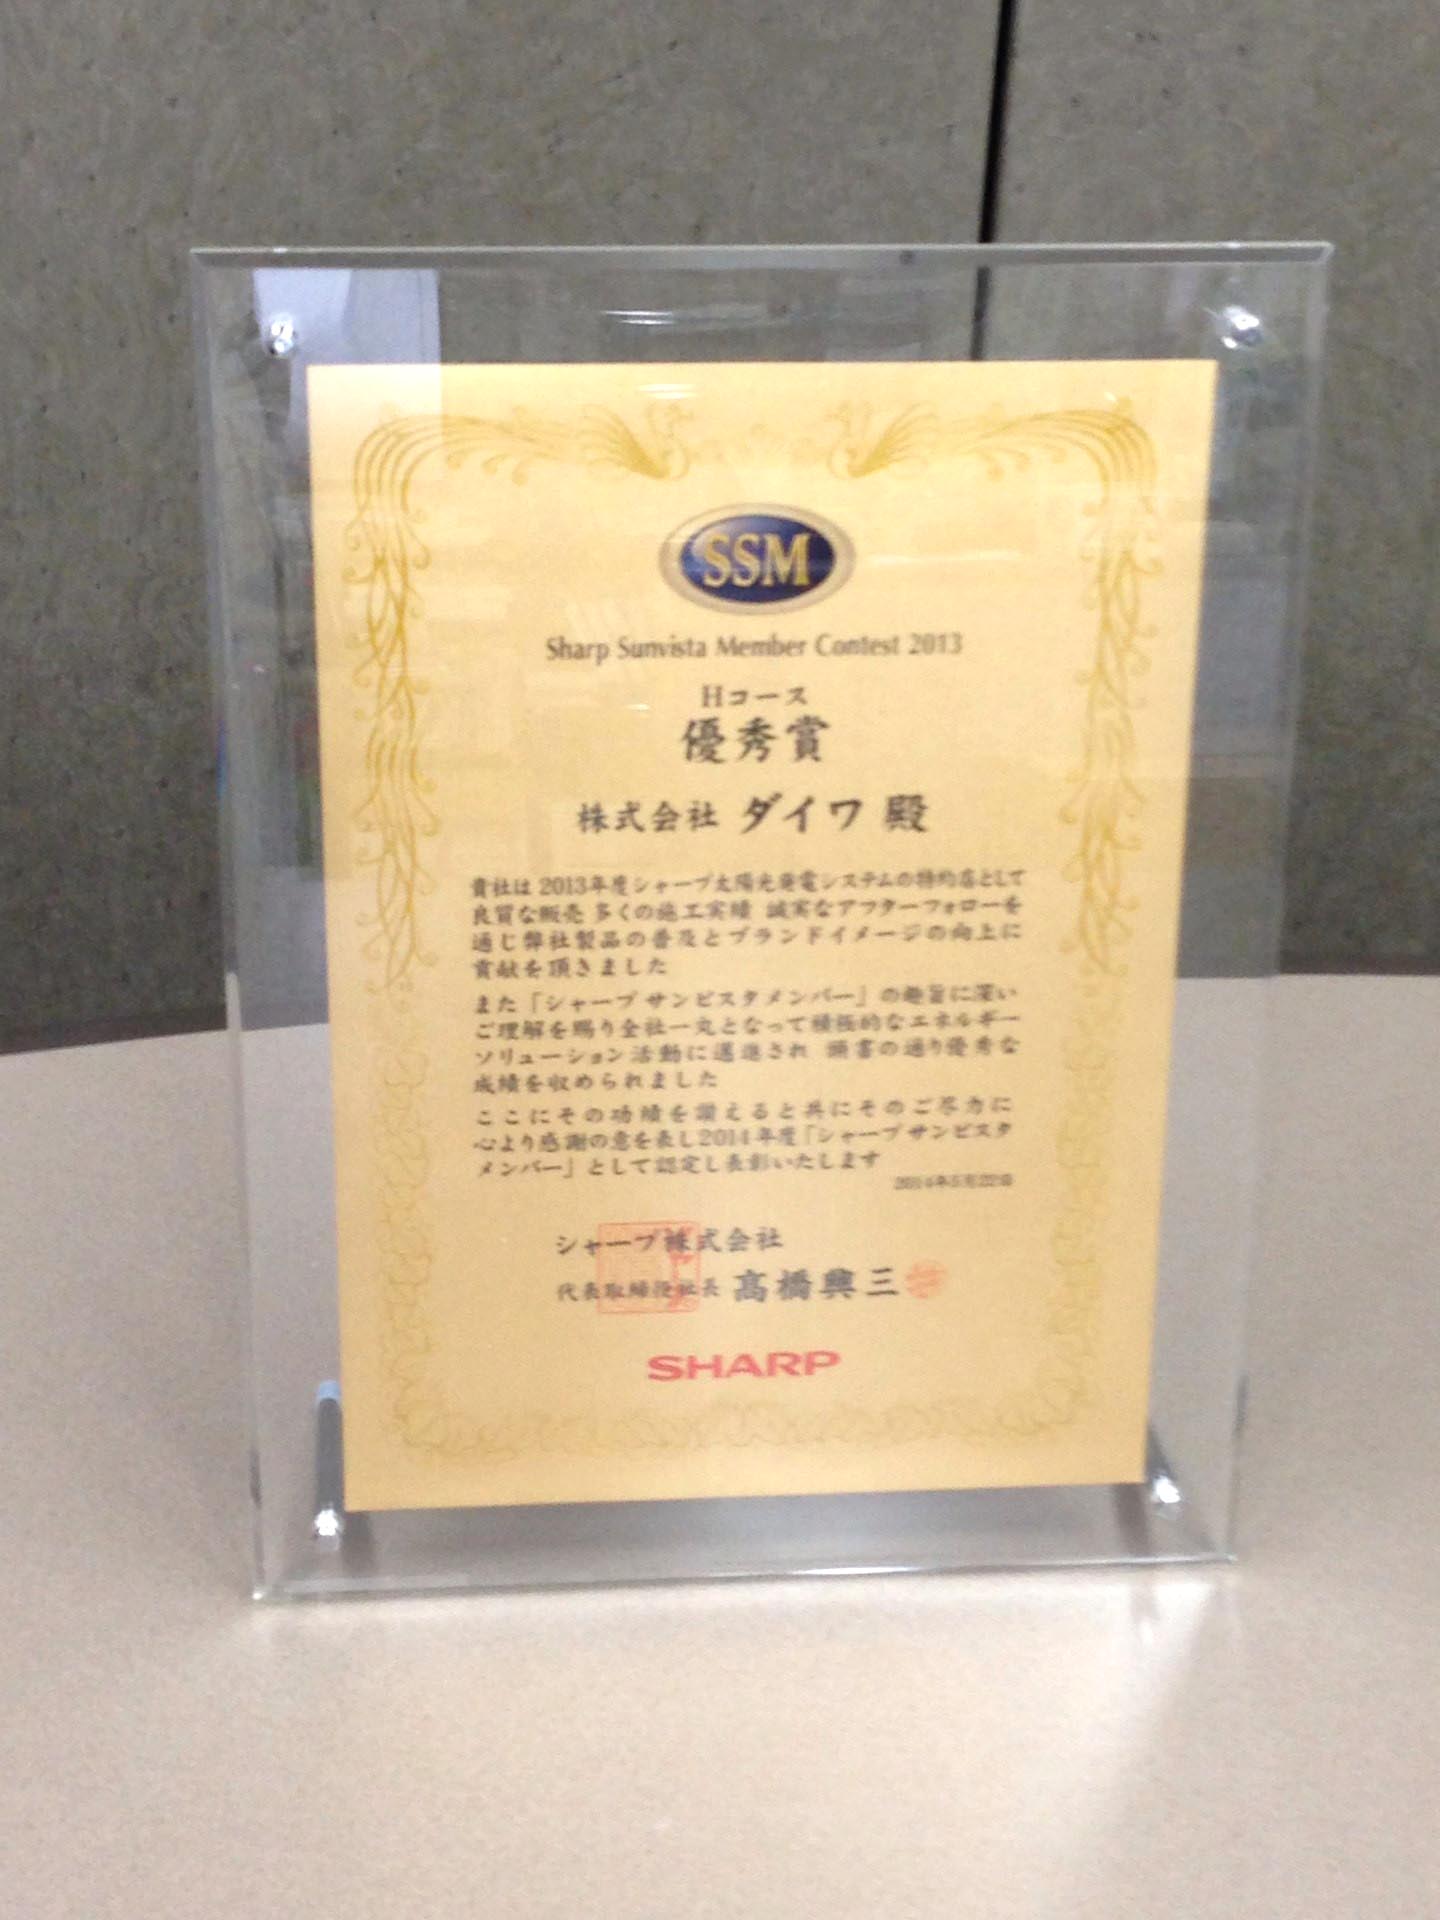 SSM
Sharp Sunvista Member Contest 2013
Hコース
優秀賞
株式会社 ダイワ 殿
貴社は 2013年度シャープ太陽光発電システムの特約店として
良質な販売 多くの施工実績 誠実なアフターフォローを
通じ弊社製品の普及とブランドイメージの向上に
貢献を頂きました
また「シャープ サンビスタメンバー」の趣旨に深い
ご理解を賜り全社一丸となって積極的なエネルギー
ソリューション活動に邁進され 頭書の通り優秀な
成績を収められました
ここにその功績を讃えると共にそのご尽力に
心より感謝の意を表し2014年度「シャープ サンビスタ
メンバー」として認定し表彰いたします
2014年5月22日
シャープ株式会社
代表取締役社長 髙橋興三
SHARP